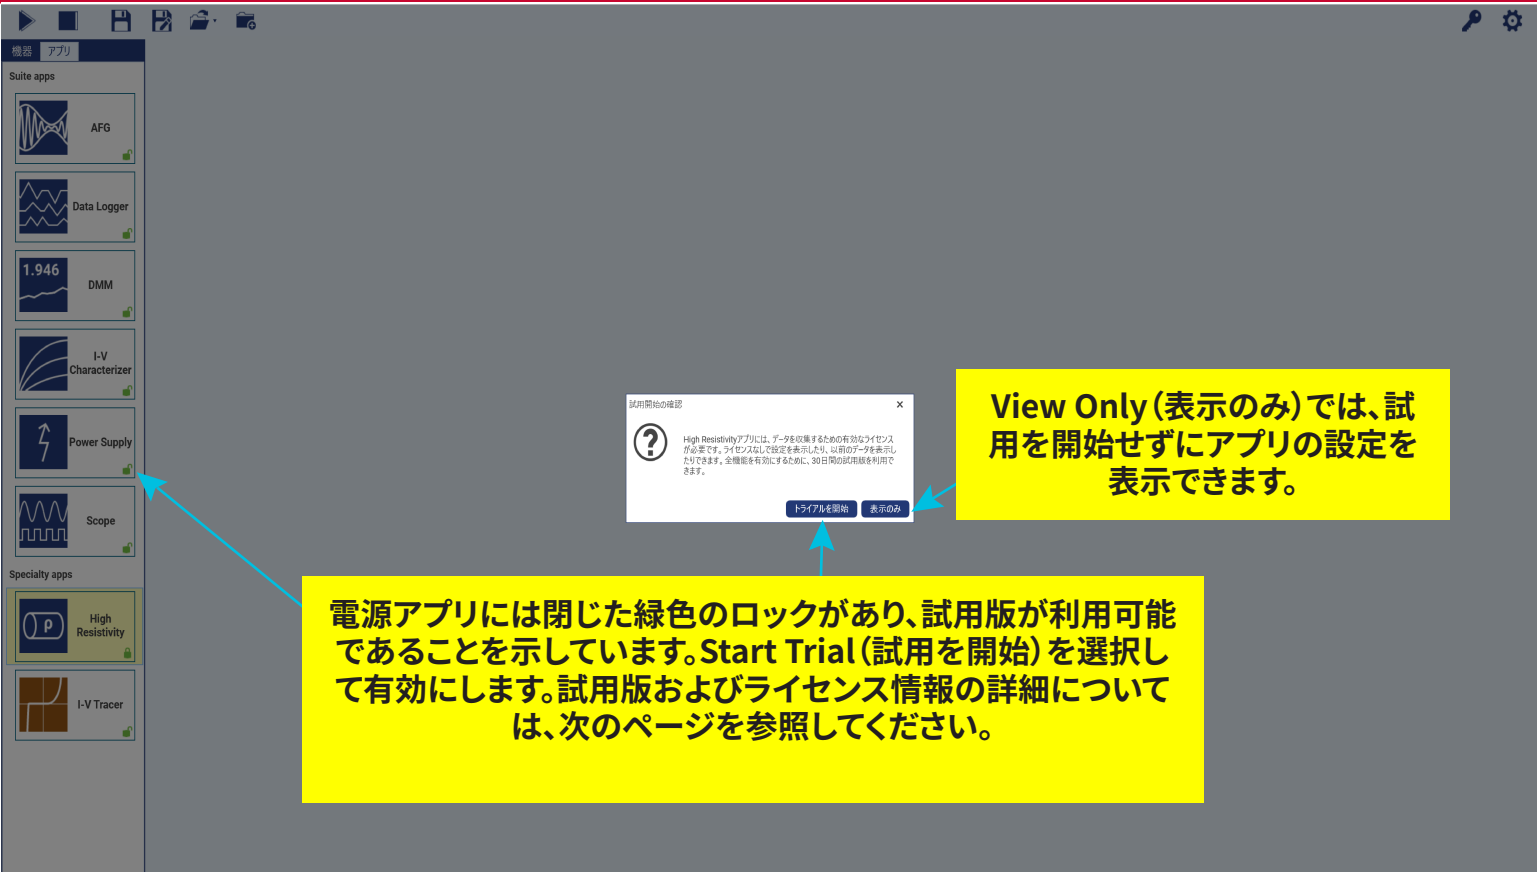 機器 アプリ
Suite apps
AFG
Data Logger
1.946
DMM
I-V
Characterizer
Power Supply
Scope
Specialty apps
ρ
High
Resistivity
I-V Tracer
試用開始の確認
High Resistivityアプリには、データを収集するための有効なライセンス
が必要です。ライセンスなしで設定を表示したり、以前のデータを表示し
たりできます。全機能を有効にするために、30日間の試用版を利用で
きます。
トライアルを開始 表示のみ
View Only（表示のみ）では、試
用を開始せずにアプリの設定を
表示できます。
電源アプリには閉じた緑色のロックがあり、試用版が利用可能
であることを示しています。Start Trial（試用を開始）を選択し
て有効にします。試用版およびライセンス情報の詳細について
は、次のページを参照してください。